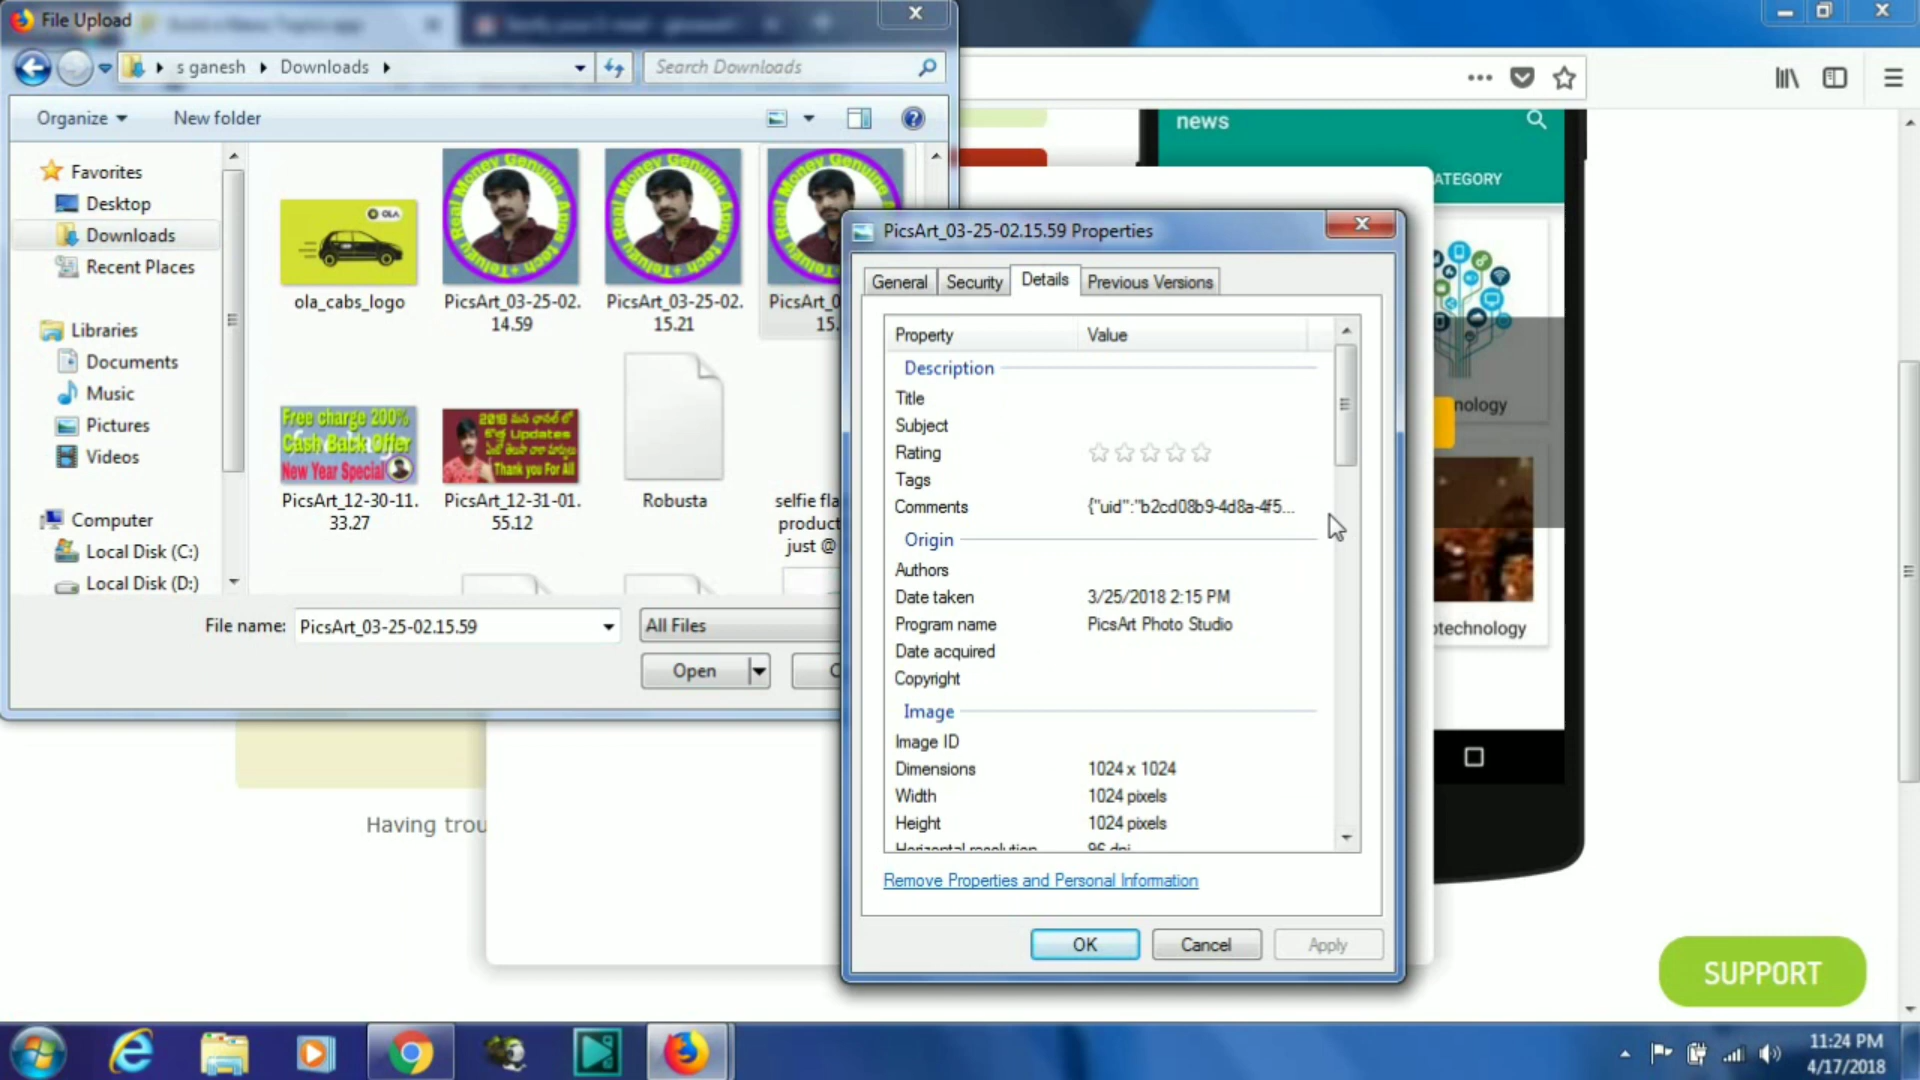 File Upload
s ganesh
Downloads
Search Downloads
Organize
New folder
Favorites
Desktop
Downloads
Recent Places
Libraries
Documents
Music
Pictures
Videos
Computer
Local Disk (C:)
Local Disk (D:)
OLA
ola_cabs_logo
PicsArt_03-25-02.
14.59
PicsArt_03-25-02.
15.21
PicsArt_0
15.
Free charge 200%
Cash Back Offer
New Year Special
PicsArt_12-30-11.
33.27
Updates
Thank you For All
PicsArt_12-31-01.
55.12
Robusta
selfie fla
product
just @
File name:
PicsArt_03-25-02.15.59
All Files
Open
C
PicsArt_03-25-02.15.59 Properties
General
Security
Details
Previous Versions
Property
Value
Description
Title
Subject
Rating
Tags
Comments
{"uid":"b2cd08b9-4d8a-4f5...
Origin
Authors
Date taken
3/25/2018 2:15 PM
Program name
PicsArt Photo Studio
Date acquired
Copyright
Image
Image ID
Dimensions
1024 x 1024
Width
1024 pixels
Height
1024 pixels
Horizontal resolution
96 dpi
Remove Properties and Personal Information
OK
Cancel
Apply
news
ATEGORY
nology
otechnology
Having trou
SUPPORT
11:24 PM
4/17/2018